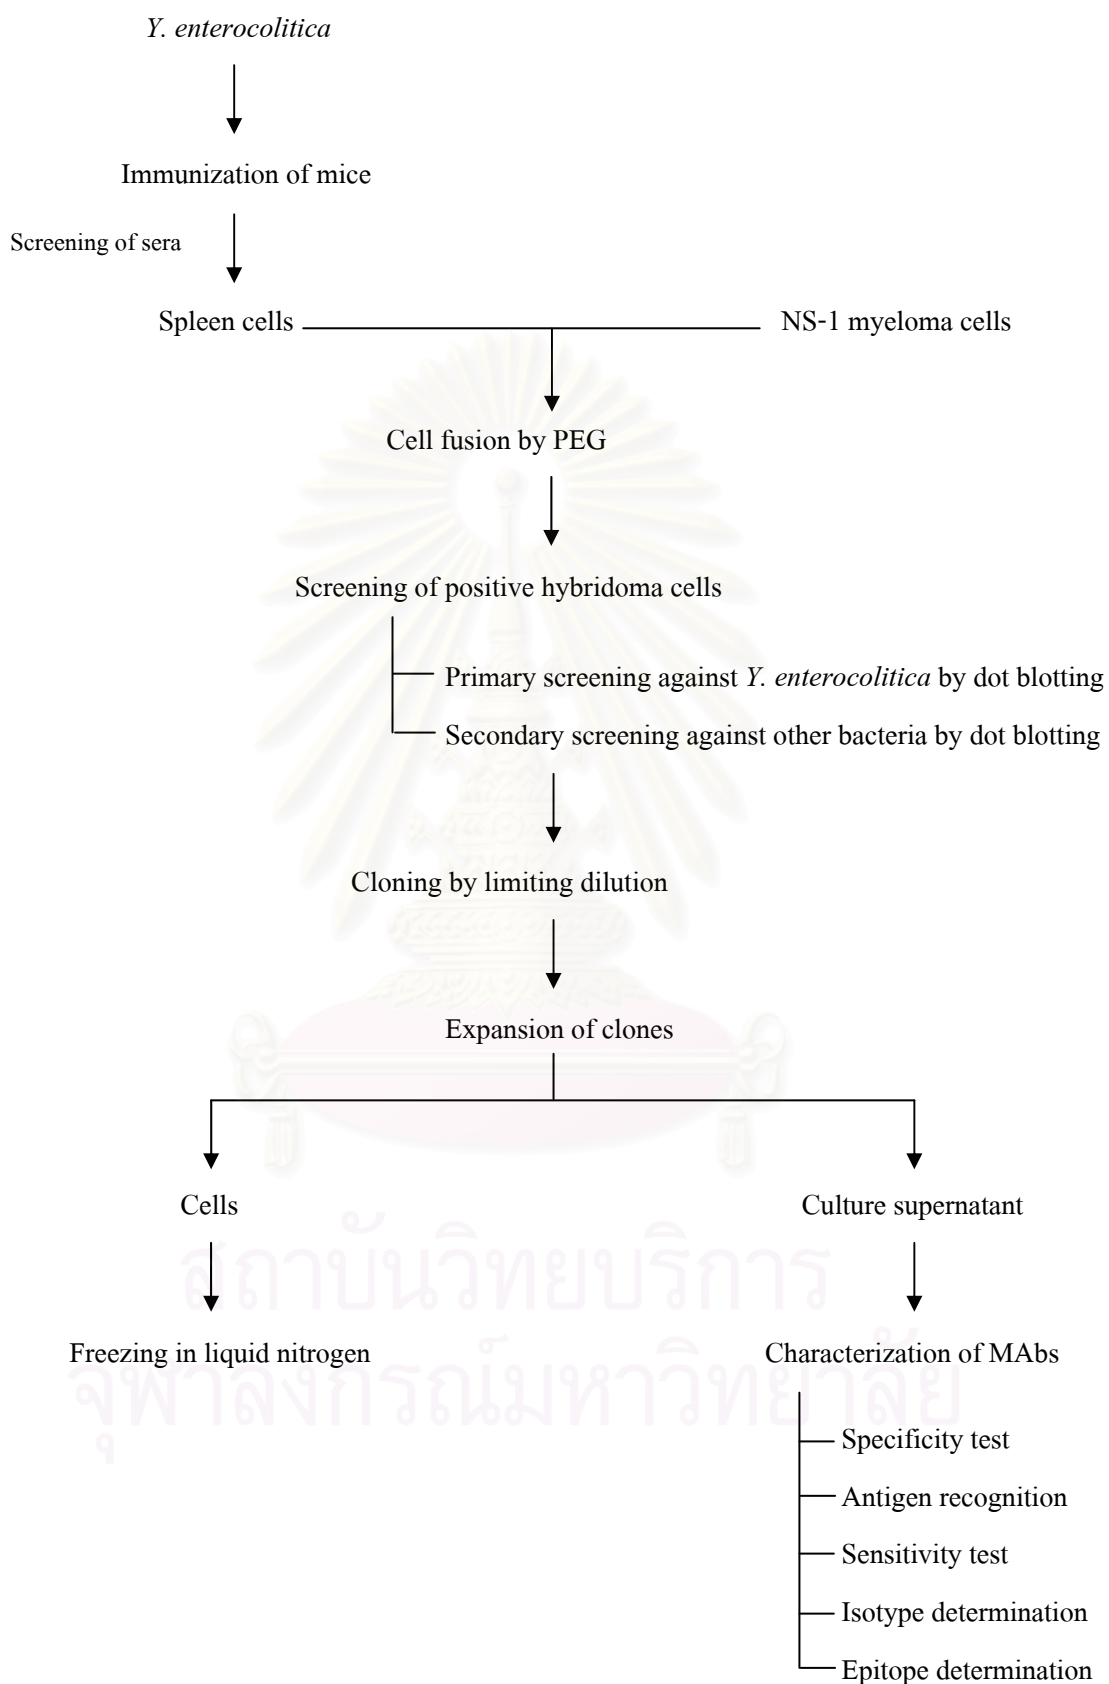 Y. enterocolitica
Immunization of mice
Screening of sera
Spleen cells
NS-1 myeloma cells
Cell fusion by PEG
Screening of positive hybridoma cells
Primary screening against Y. enterocolitica by dot blotting
Secondary screening against other bacteria by dot blotting
Cloning by limiting dilution
Expansion of clones
Cells
Culture supernatant
สถาบันวิทยบริการ
Freezing in liquid nitrogen
Characterization of MAbs
จุฬาลงกรณ์มหาวิทยาลัย
Specificity test
Antigen recognition
Sensitivity test
Isotype determination
Epitope determination